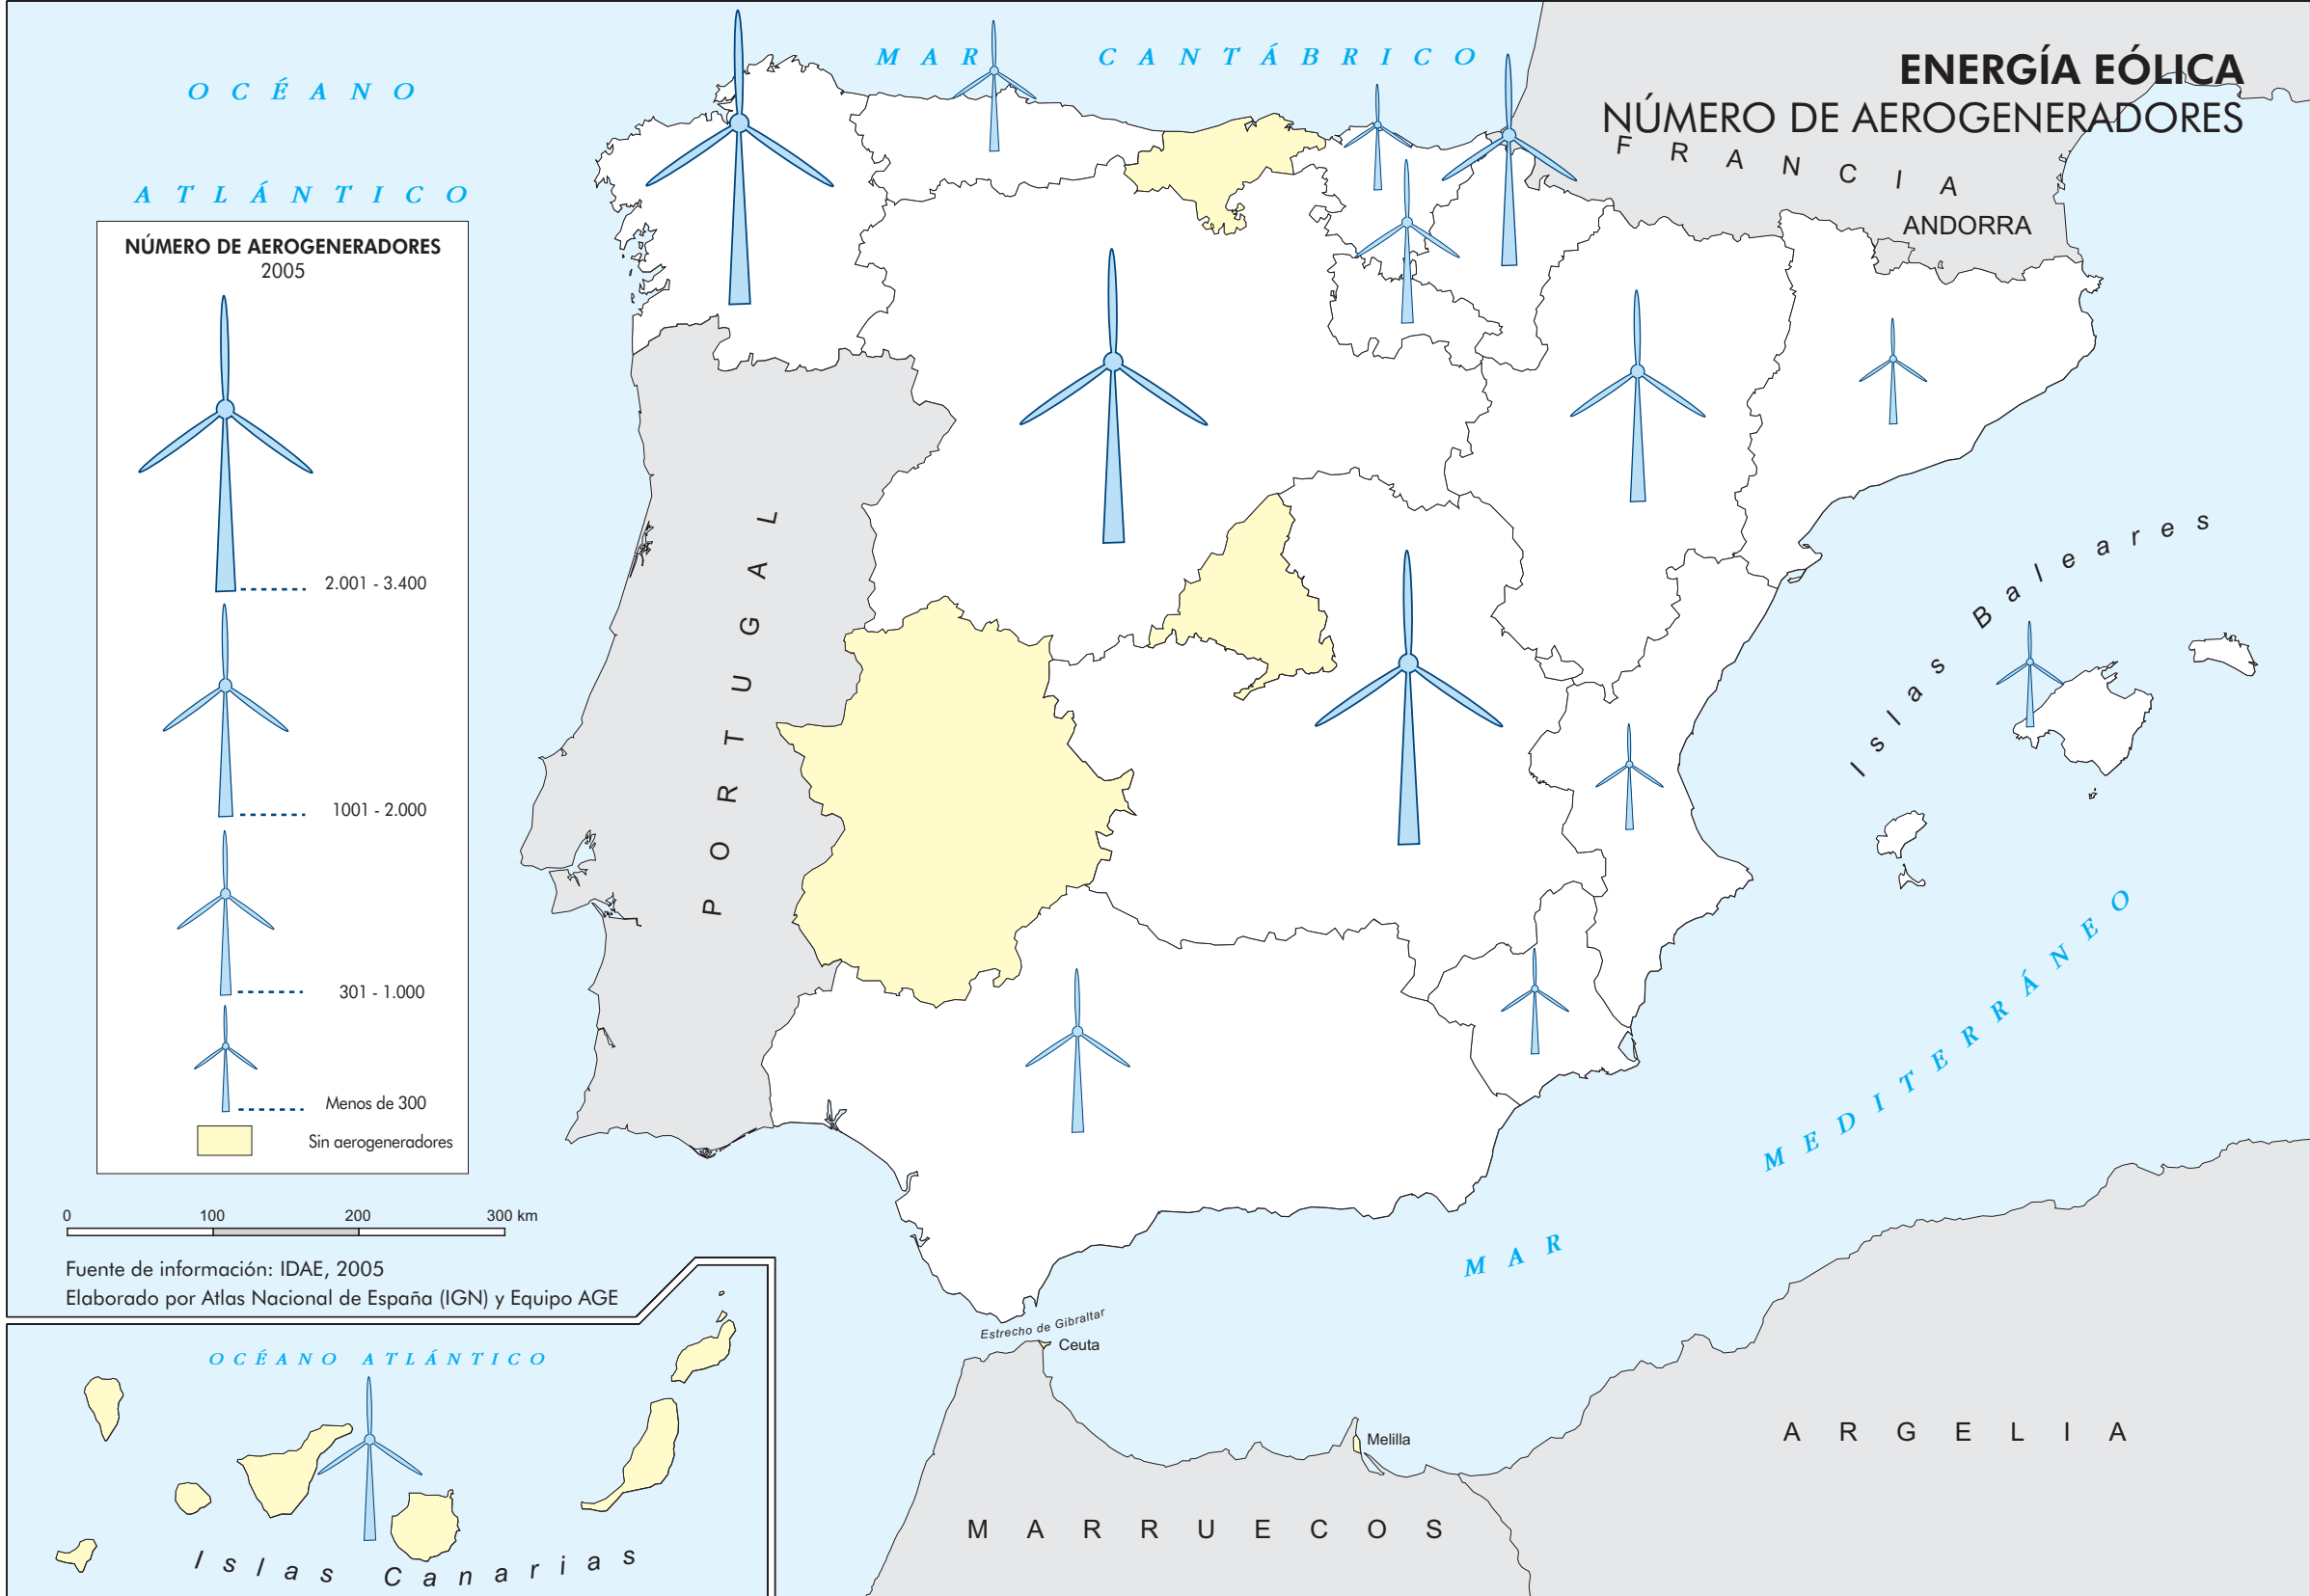 ENERGÍA EÓLICA
NÚMERO DE AEROGENERADORES
OCÉANO
ATLÁNTICO
MAR CANTÁBRICO
FRANCIA
ANDORRA
NÚMERO DE AEROGENERADORES
2005
2.001 - 3.400
1001 - 2.000
301 - 1.000
Menos de 300
Sin aerogeneradores
PORTUGAL
Islas Baleares
MAR MEDITERRÁNEO
0 100 200 300 km
Fuente de información: IDAE, 2005
Elaborado por Atlas Nacional de España (IGN) y Equipo AGE
Estrecho de Gibraltar
Ceuta
Melilla
OCÉANO ATLÁNTICO
Islas Canarias
MARRUECOS
ARGELIA